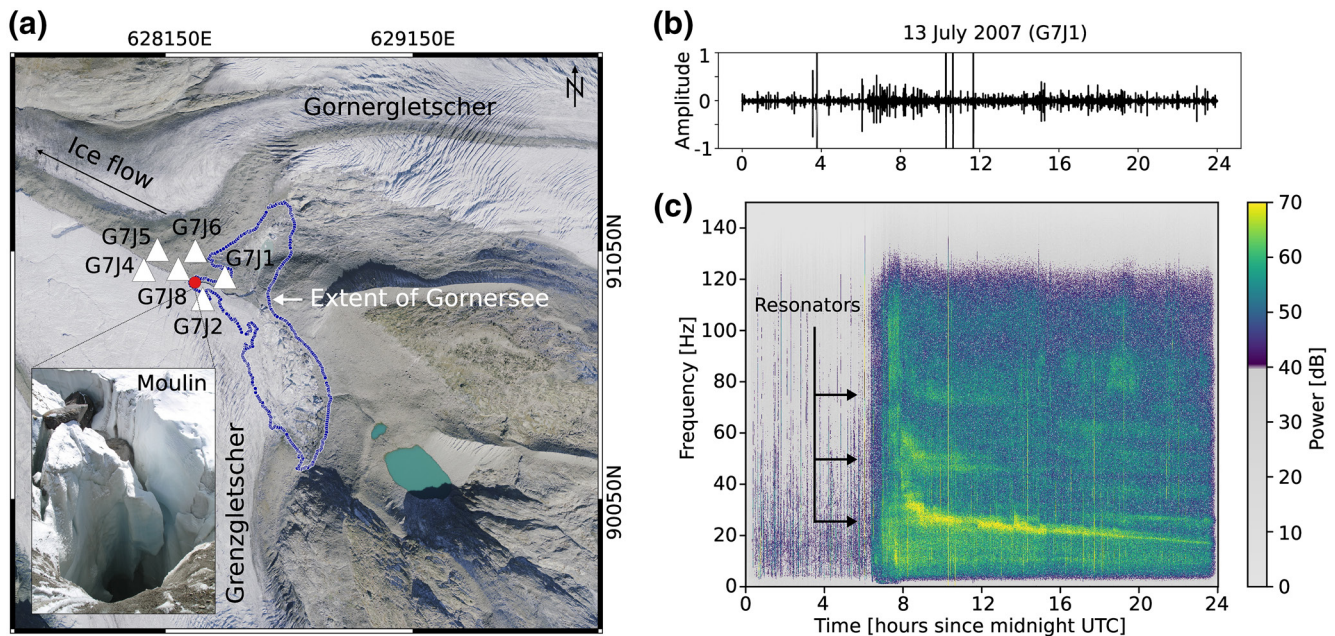 (a)
628150E 629150E
N
Gornergletscher
Ice flow
G7J5 G7J6
G7J4 G7J1
G7J8
G7J2
Extent of Gornersee
91050N
90050N
Moulin
Grenzgletscher
(b)
13 July 2007 (G7J1)
Amplitude
1
0
-1
0 4 8 12 16 20 24
(c)
Frequency [Hz]
140
120
100
80
60
40
20
0
Resonators
0 4 8 12 16 20 24
Time [hours since midnight UTC]
70
60
50
40
30
20
10
0
Power [dB]